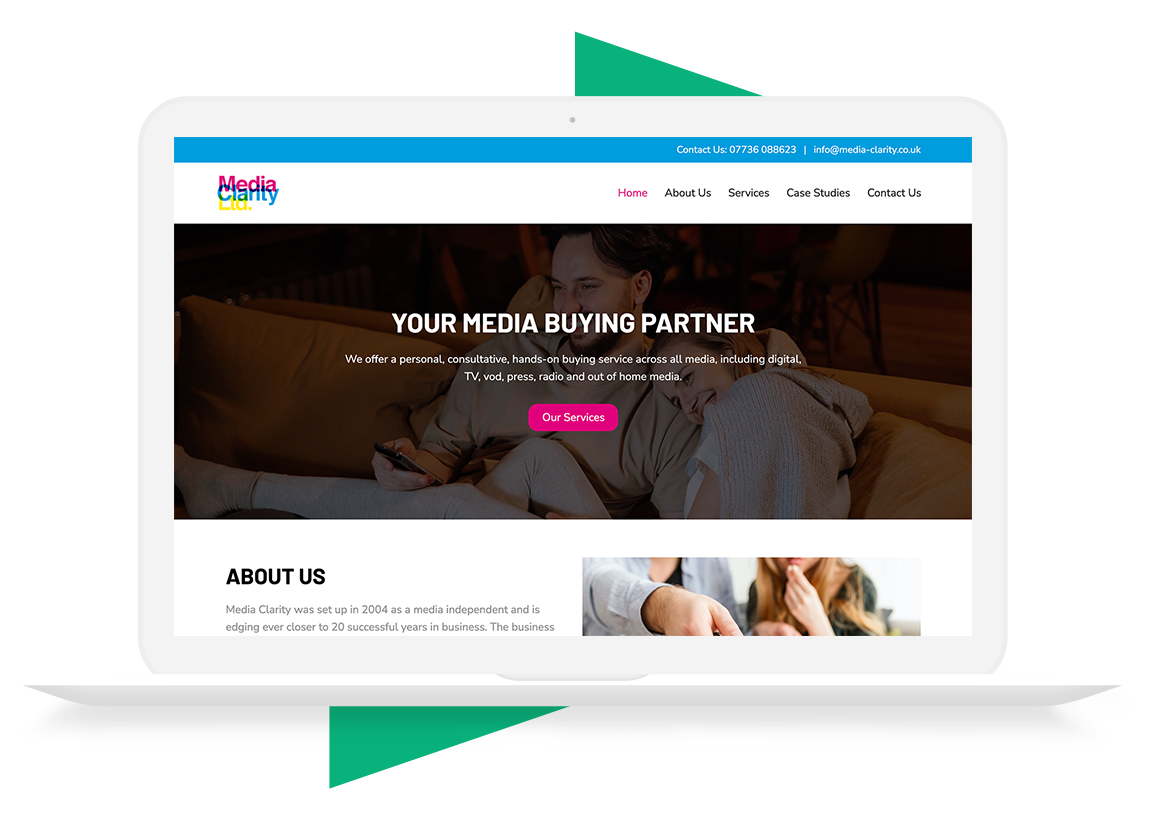 Contact Us: 07736 088623 | info@media-clarity.co.uk
Media
Clarity
Ltd.
Home About Us Services Case Studies Contact Us
YOUR MEDIA BUYING PARTNER
We offer a personal, consultative, hands-on buying service across all media, including digital,
TV, vod, press, radio and out of home media.
Our Services
ABOUT US
Media Clarity was set up in 2004 as a media independent and is
edging ever closer to 20 successful years in business. The business